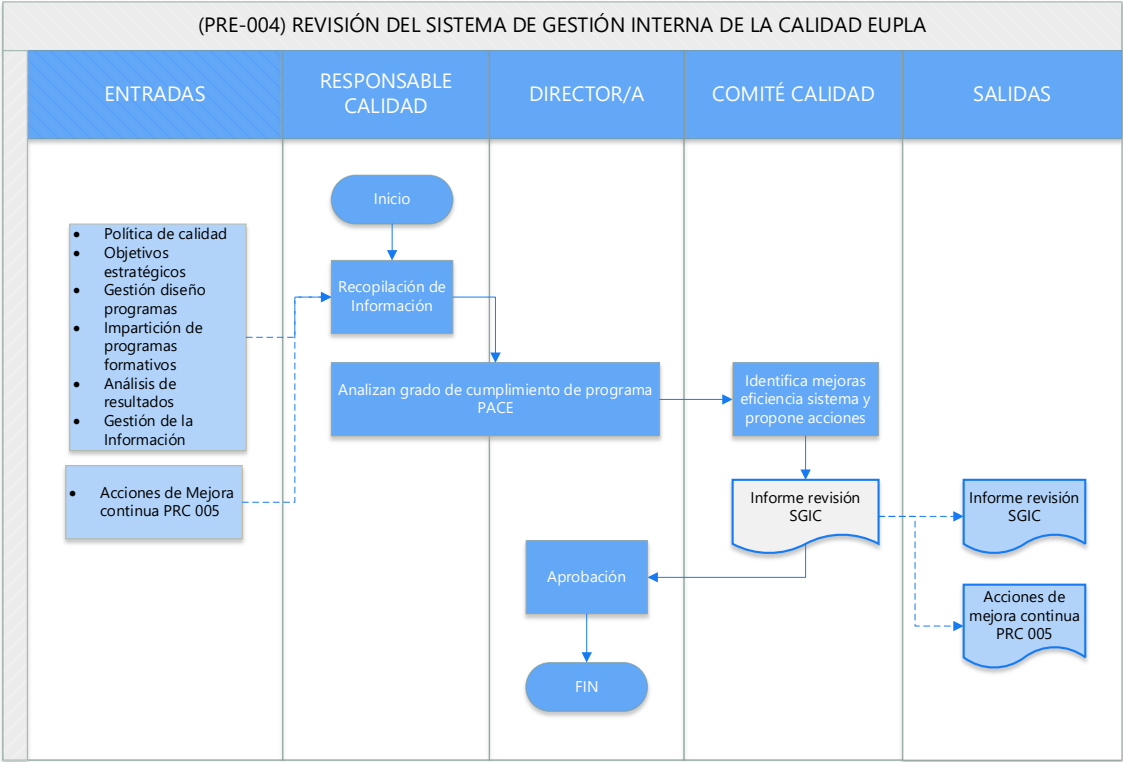 (PRE-004) REVISIÓN DEL SISTEMA DE GESTIÓN INTERNA DE LA CALIDAD EUPLA
ENTRADAS
RESPONSABLE
CALIDAD
DIRECTOR/A
COMITÉ CALIDAD
SALIDAS
Inicio
• Política de calidad
• Objetivos
estratégicos
• Gestión diseño
programas
• Impartición de
programas
formativos
• Análisis de
resultados
• Gestión de la
Información
Recopilación de
Información
Analizan grado de cumplimiento de programa
PACE
Identifica mejoras
eficiencia sistema y
propone acciones
• Acciones de Mejora
continua PRC 005
Informe revisión
SGIC
Informe revisión
SGIC
Aprobación
Acciones de
mejora continua
PRC 005
FIN